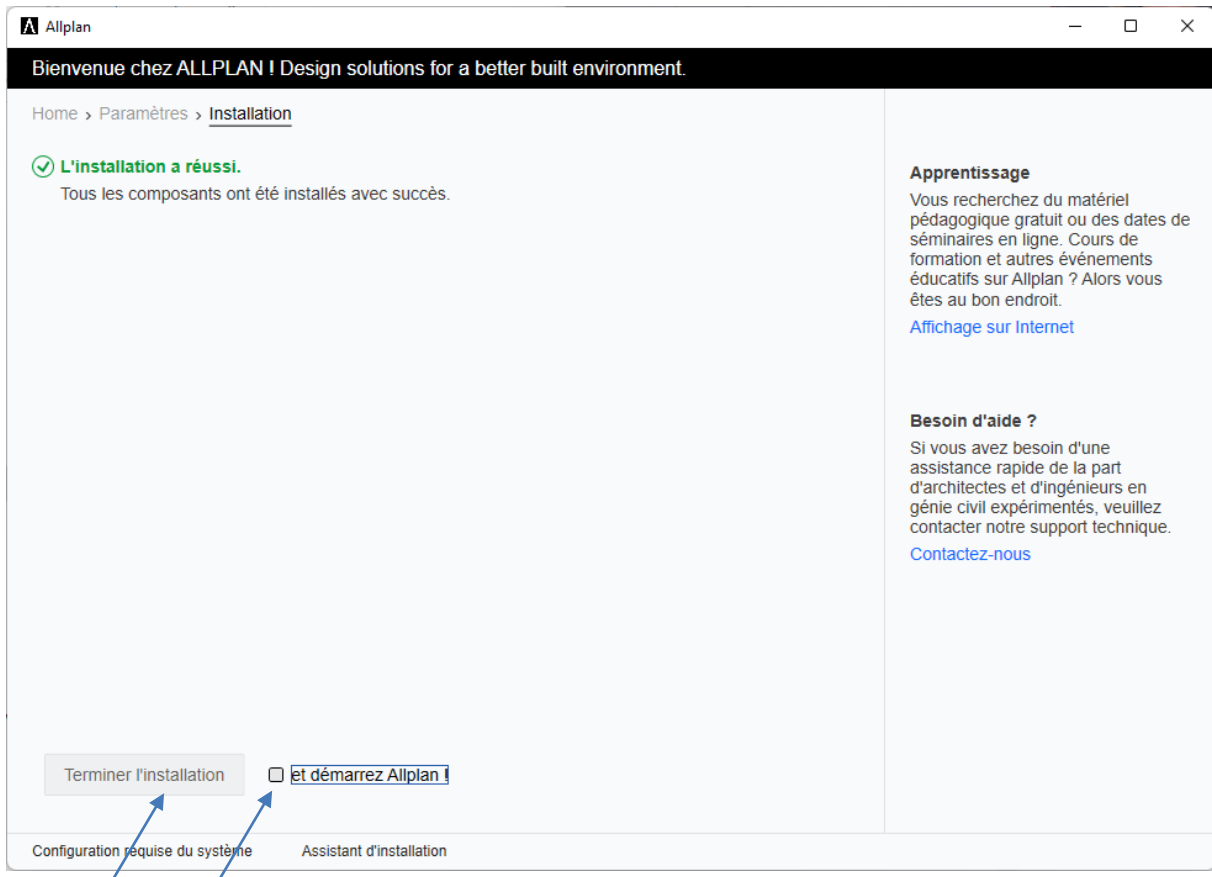 Allplan
Bienvenue chez ALLPLAN ! Design solutions for a better built environment.
Home › Paramètres › Installation
L'installation a réussi.
Tous les composants ont été installés avec succès.
Apprentissage
Vous recherchez du matériel
pédagogique gratuit ou des dates de
séminaires en ligne. Cours de
formation et autres événements
éducatifs sur Allplan ? Alors vous
êtes au bon endroit.
Affichage sur Internet
Besoin d'aide ?
Si vous avez besoin d'une
assistance rapide de la part
d'architectes et d'ingénieurs en
génie civil expérimentés, veuillez
contacter notre support technique.
Contactez-nous
Terminer l'installation
et démarrez Allplan !
Configuration requise du système
Assistant d'installation